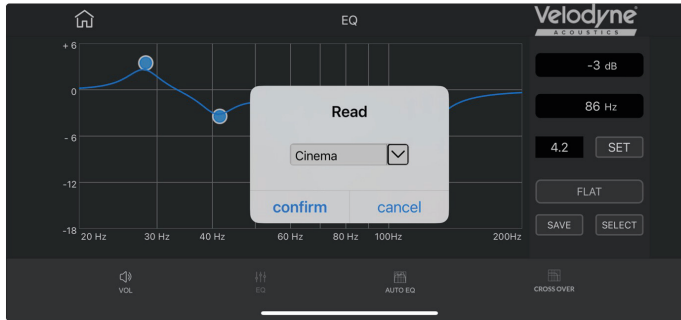 EQ
Velodyne®
ACOUSTICS
+ 6
0
- 6
-12
-18
20 Hz 30 Hz 40 Hz 60 Hz 80 Hz 100Hz 200Hz
Read
Cinema
confirm cancel
-3 dB
86 Hz
4.2 SET
FLAT
SAVE SELECT
VOL EQ AUTO EQ CROSS OVER